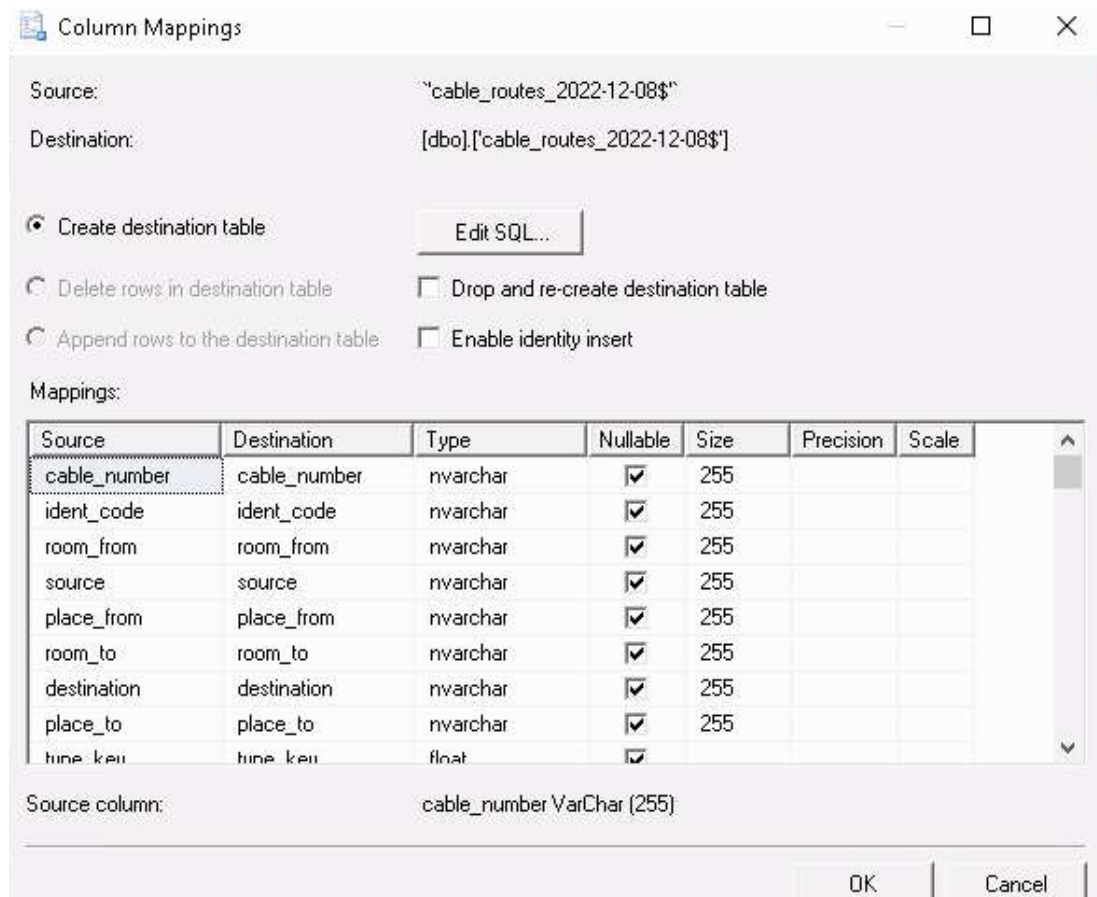 Column Mappings
Source: `'cable_routes_2022-12-08$'`
Destination: [dbo].['cable_routes_2022-12-08$']
Create destination table Edit SQL...
Delete rows in destination table Drop and re-create destination table
Append rows to the destination table Enable identity insert
Mappings:
Source Destination Type Nullable Size Precision Scale
cable_number cable_number nvarchar 255
ident_code ident_code nvarchar 255
room_from room_from nvarchar 255
source source nvarchar 255
place_from place_from nvarchar 255
room_to room_to nvarchar 255
destination destination nvarchar 255
place_to place_to nvarchar 255
type_key type_key float
Source column: cable_number VarChar (255)
OK Cancel